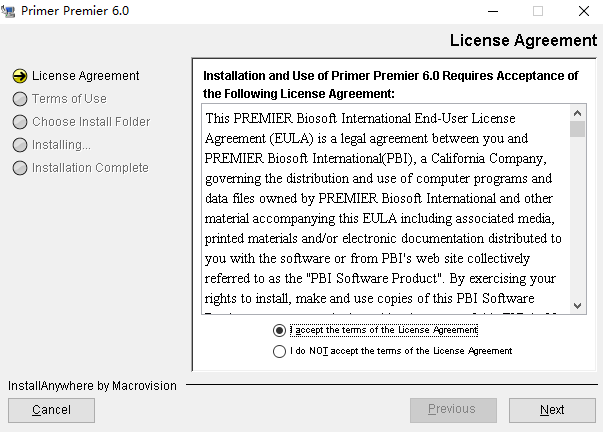 Primer Premier 6.0
License Agreement
License Agreement
Terms of Use
Choose Install Folder
Installing...
Installation Complete
Installation and Use of Primer Premier 6.0 Requires Acceptance of
the Following License Agreement:
This PREMIER Biosoft International End-User License
Agreement (EULA) is a legal agreement between you and
PREMIER Biosoft International(PBI), a California Company,
governing the distribution and use of computer programs and
data files owned by PREMIER Biosoft International and other
material accompanying this EULA including associated media,
printed materials and/or electronic documentation distributed to
you with the software or from PBI's web site collectively
referred to as the "PBI Software Product". By exercising your
rights to install, make and use copies of this PBI Software
I accept the terms of the License Agreement
I do NOT accept the terms of the License Agreement
InstallAnywhere by Macrovision
Cancel
Previous
Next